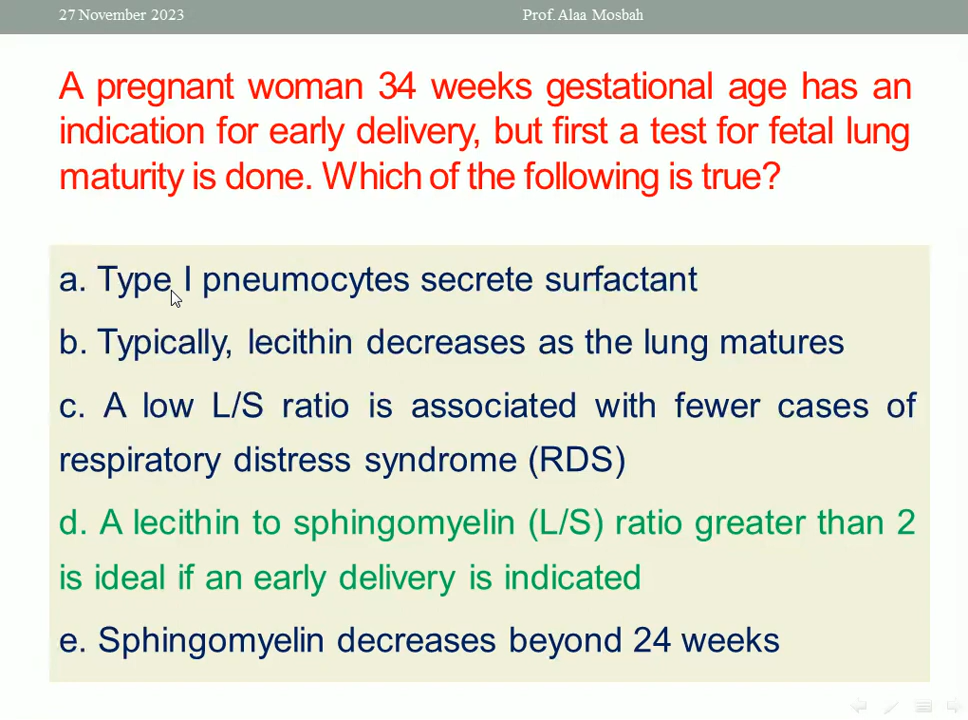 27 November 2023 Prof. Alaa Mosbah
A pregnant woman 34 weeks gestational age has an
indication for early delivery, but first a test for fetal lung
maturity is done. Which of the following is true?
a. Type I pneumocytes secrete surfactant
b. Typically, lecithin decreases as the lung matures
c. A low L/S ratio is associated with fewer cases of
respiratory distress syndrome (RDS)
d. A lecithin to sphingomyelin (L/S) ratio greater than 2
is ideal if an early delivery is indicated
e. Sphingomyelin decreases beyond 24 weeks